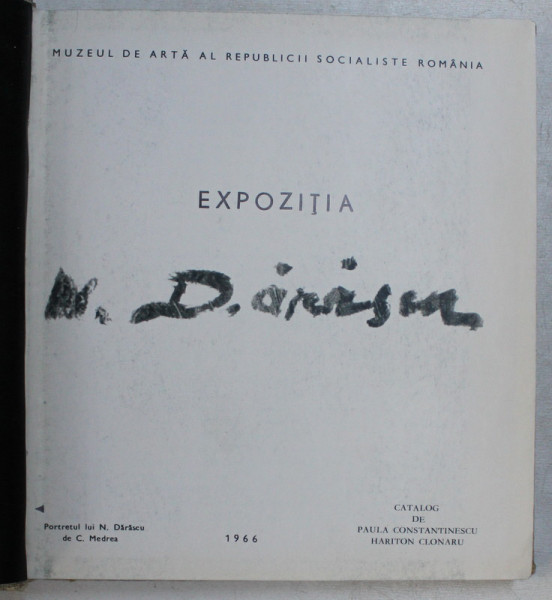 MUZEUL DE ARTĂ AL REPUBLICII SOCIALISTE ROMÂNIA
EXPOZIȚIA
N. Dărăscu
Portretul lui N. Dărăscu
de C. Medrea
1966
CATALOG
DE
PAULA CONSTANTINESCU
HARITON CLONARU